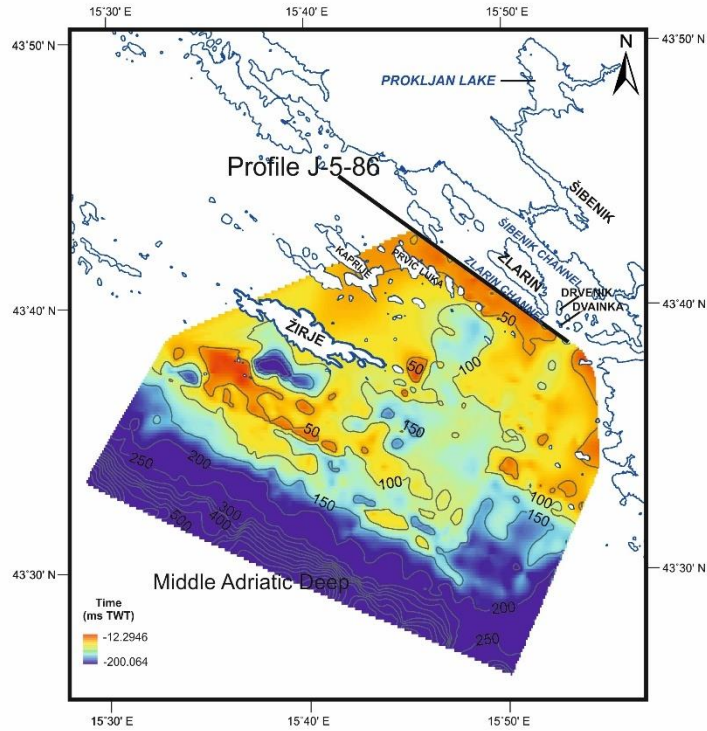 15°30' E
15°40' E
15°50' E
43°50' N
43°50' N
N
PROKLJAN LAKE
Profile J-5-86
ŠIBENIK
ŠIBENIK CHANNEL
ZLARIN
KAPRIJE
PRVIĆ LUKA
ZLARIN CHANNEL
DRVENIK
DVAINKA
43°40' N
43°40' N
50
ŽIRJE
100
50
150
50
100
250
200
150
100
150
300
400
500
43°30' N
43°30' N
Middle Adriatic Deep
200
250
Time
(ms TWT)
-12.2946
-200.064
15°30' E
15°40' E
15°50' E